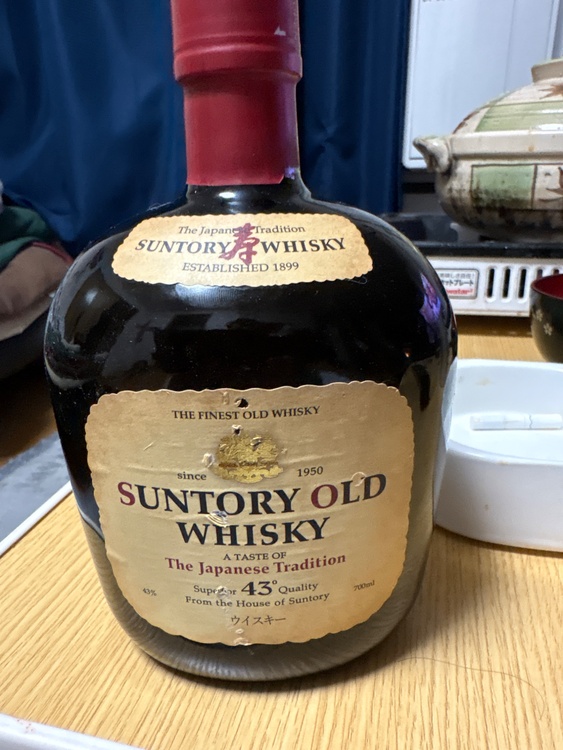 The Japanese Tradition
SUNTORY 寿 WHISKY
ESTABLISHED 1899
THE FINEST OLD WHISKY
since 1950
SUNTORY OLD
WHISKY
A TASTE OF
The Japanese Tradition
Superior 43° Quality
43% 700ml
From the House of Suntory
ウイスキー